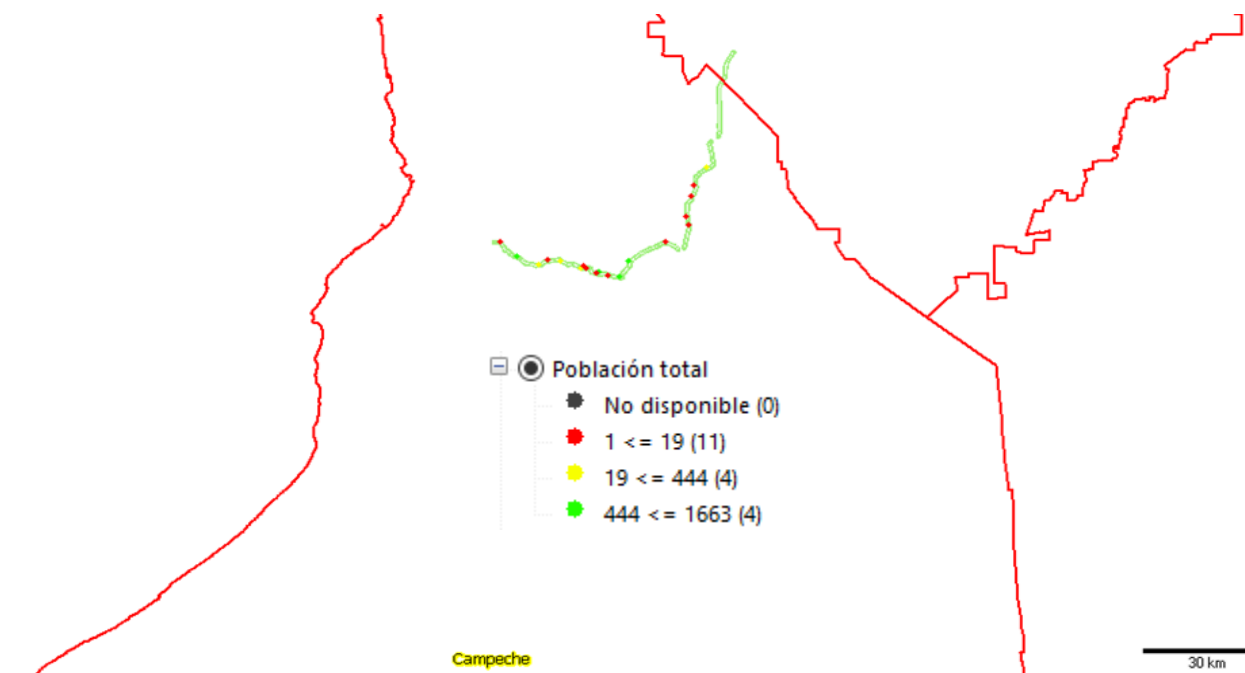 Población total
No disponible (0)
1 <= 19 (11)
19 <= 444 (4)
444 <= 1663 (4)
Campeche
30 km